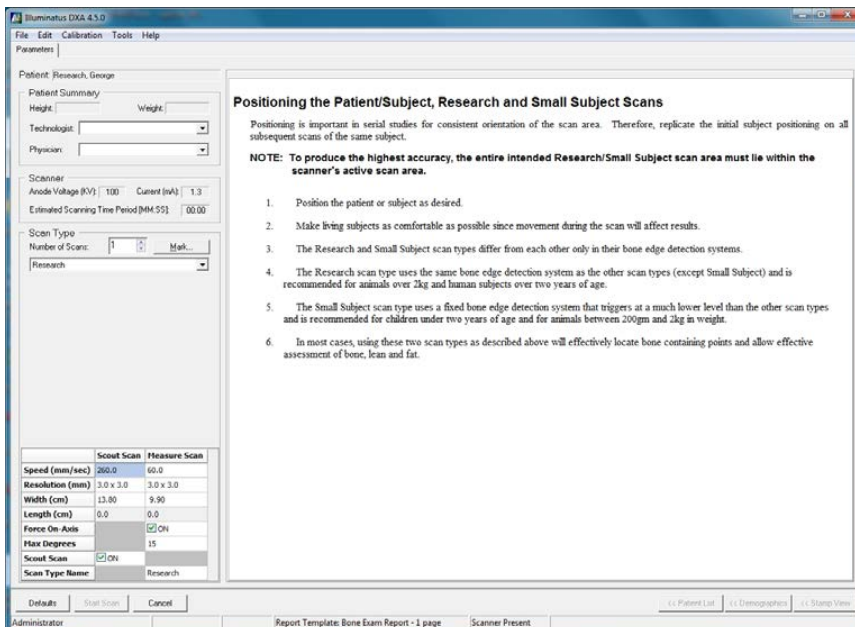 Illuminatus DXA 4.5.0
File Edit Calibration Tools Help
Parameters
Patient: Research, George
Patient Summary
Height: Weight:
Technologist:
Physician:
Scanner
Anode Voltage (KV): 100 Current (mA): 1.3
Estimated Scanning Time Period [MM:SS]: 00:00
Scan Type
Number of Scans: 1 Mark...
Research
Scout Scan Measure Scan
Speed (mm/sec) 260.0 60.0
Resolution (mm) 3.0 x 3.0 3.0 x 3.0
Width (cm) 13.80 9.90
Length (cm) 0.0 0.0
Force On-Axis ON
Max Degrees 15
Scout Scan ON
Scan Type Name Research
Positioning the Patient/Subject, Research and Small Subject Scans
Positioning is important in serial studies for consistent orientation of the scan area. Therefore, replicate the initial subject positioning on all
subsequent scans of the same subject.
NOTE: To produce the highest accuracy, the entire intended Research/Small Subject scan area must lie within the
scanner's active scan area.
1. Position the patient or subject as desired.
2. Make living subjects as comfortable as possible since movement during the scan will affect results.
3. The Research and Small Subject scan types differ from each other only in their bone edge detection systems.
4. The Research scan type uses the same bone edge detection system as the other scan types (except Small Subject) and is
recommended for animals over 2kg and human subjects over two years of age.
5. The Small Subject scan type uses a fixed bone edge detection system that triggers at a much lower level than the other scan types
and is recommended for children under two years of age and for animals between 200gm and 2kg in weight.
6. In most cases, using these two scan types as described above will effectively locate bone containing points and allow effective
assessment of bone, lean and fat.
Defaults Start Scan Cancel << Patient List << Demographics << Stamp View
Administrator Report Template: Bone Exam Report - 1 page Scanner Present